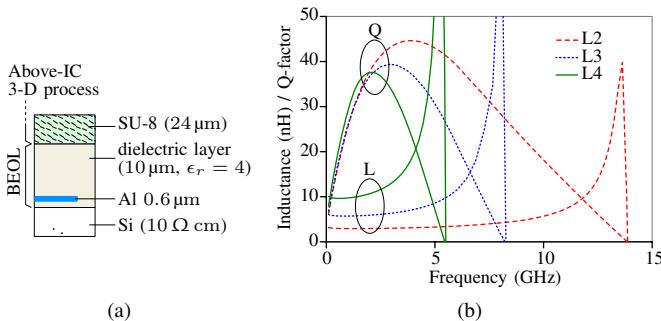 Above-IC
3-D process
BEOL
SU-8 (24 μm)
dielectric layer
(10 μm, ϵr = 4)
Al 0.6 μm
Si (10 Ω cm)
(a)
Inductance (nH) / Q-factor
50
40
30
20
10
0
0
5
10
15
Frequency (GHz)
Q
L
L2
L3
L4
(b)